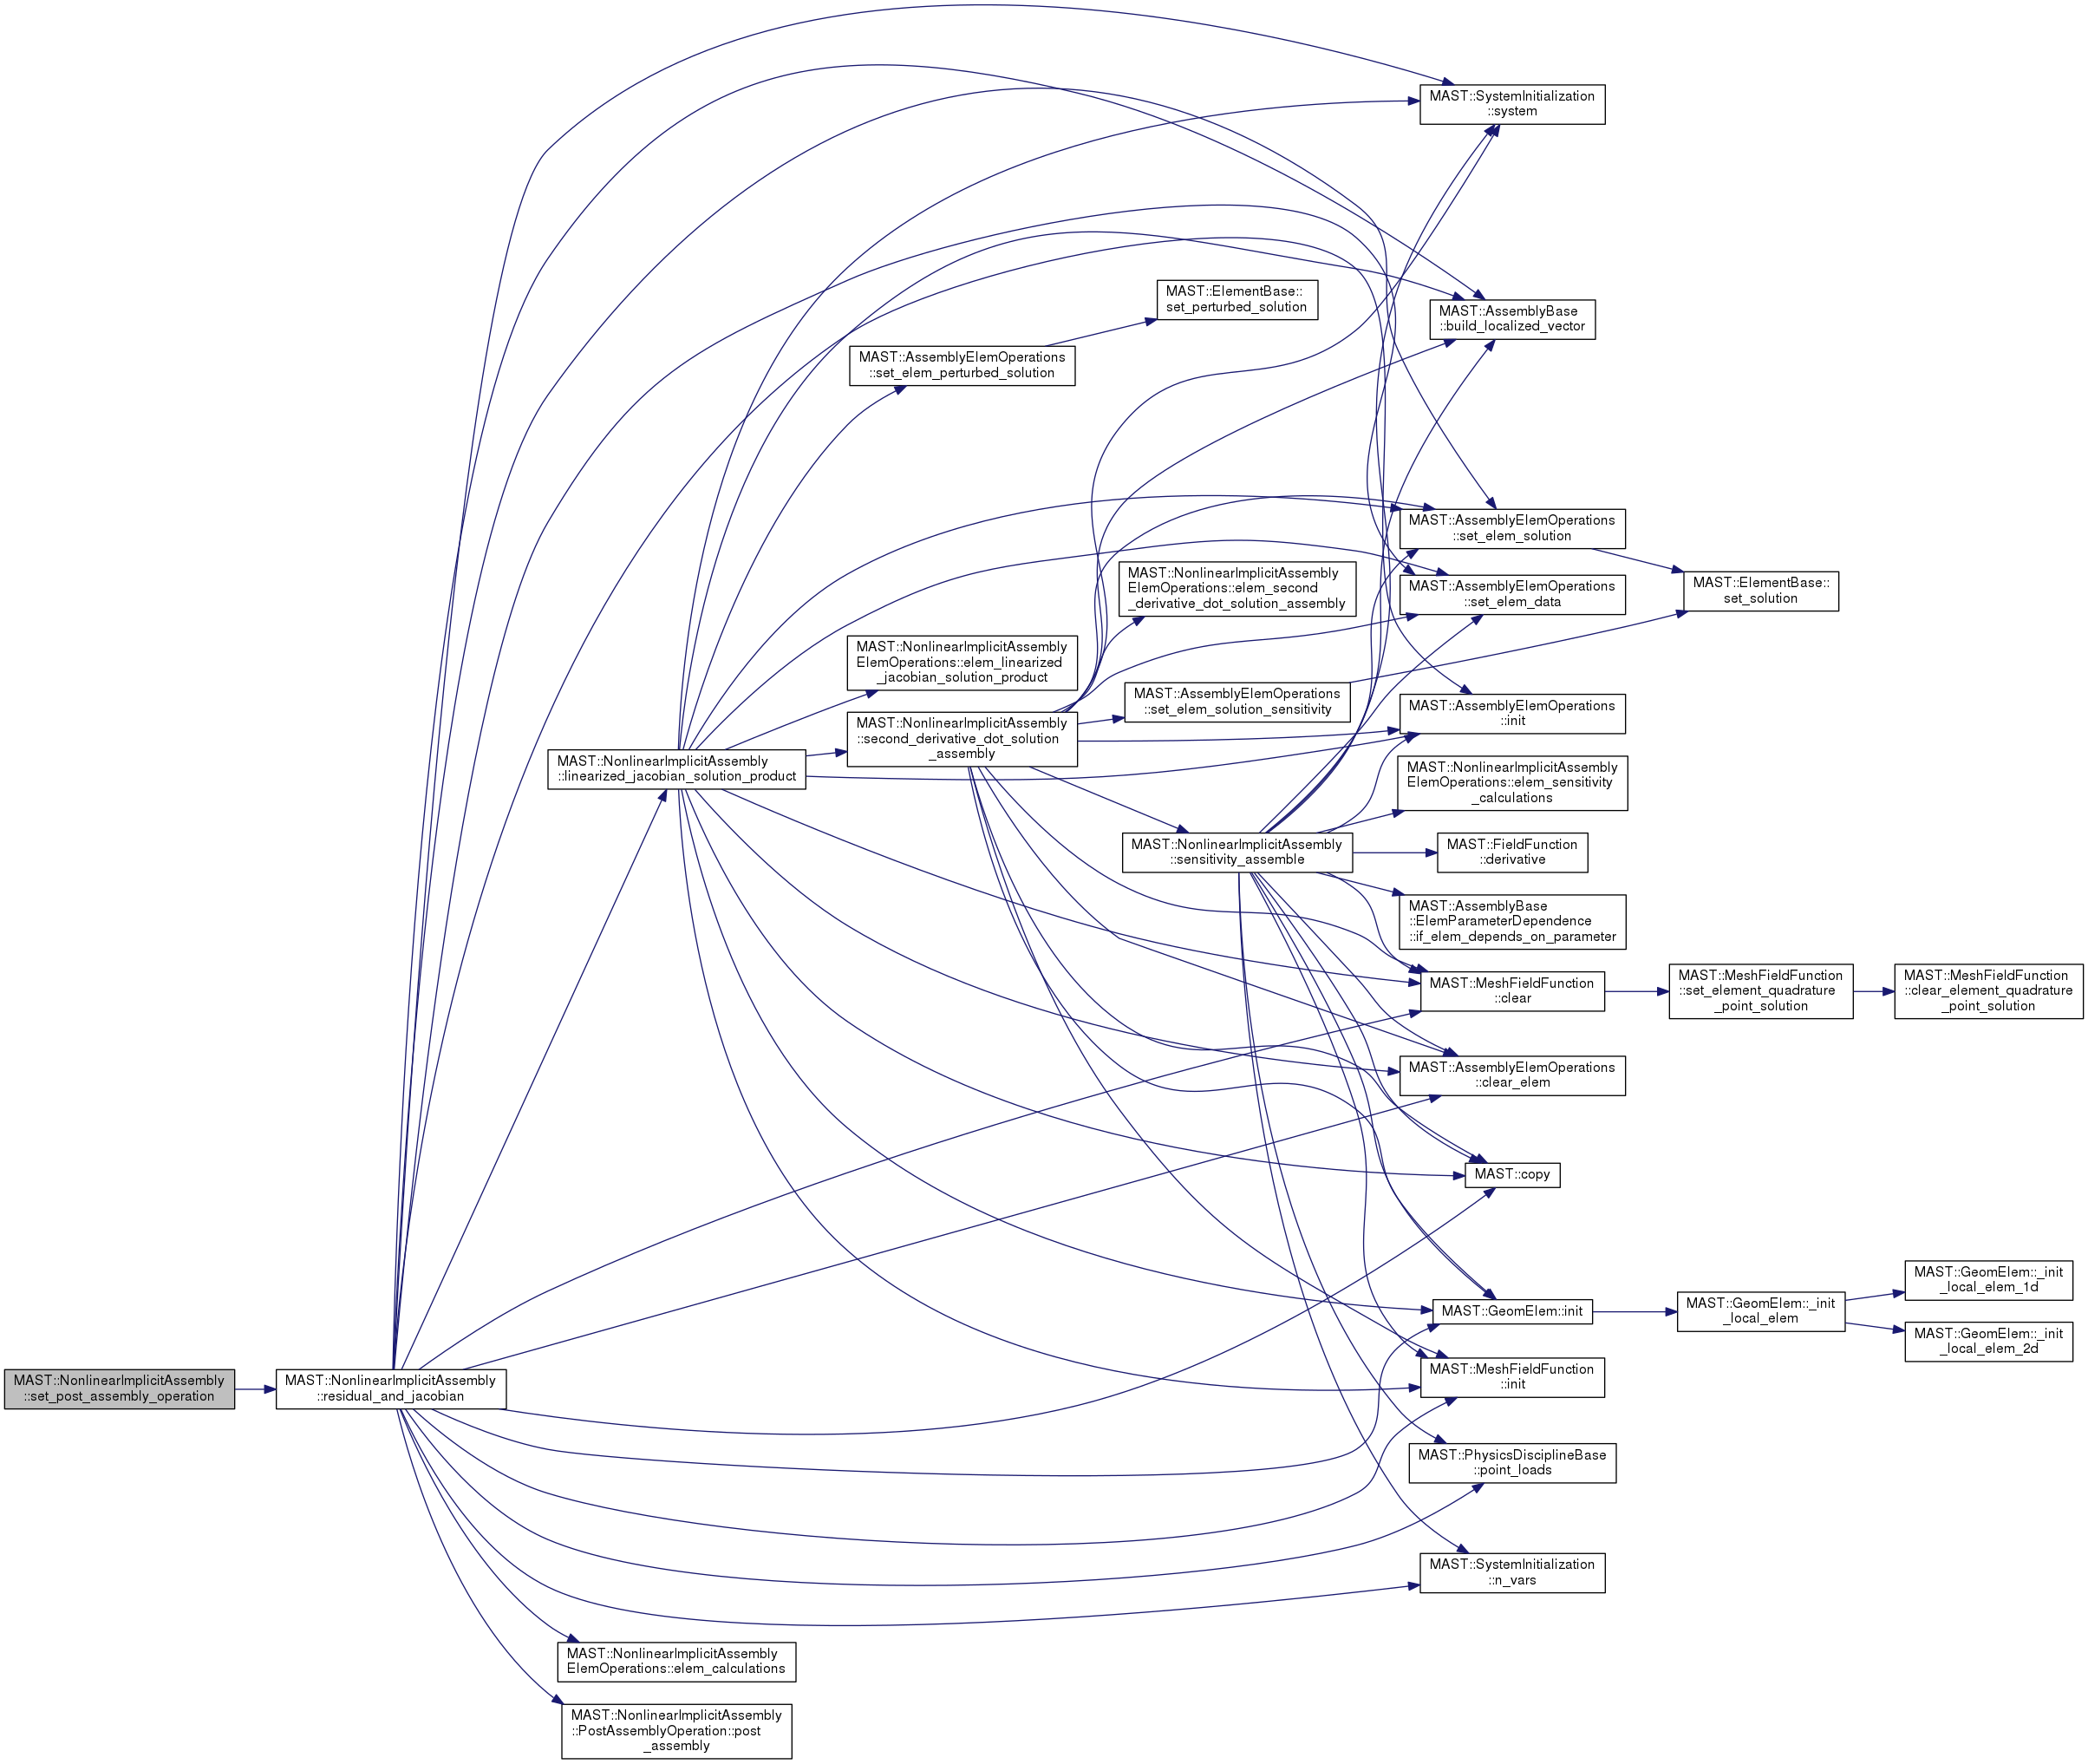 MAST::SystemInitialization
::system
MAST::ElementBase::
set_perturbed_solution
MAST::AssemblyBase
::build_localized_vector
MAST::AssemblyElemOperations
::set_elem_perturbed_solution
MAST::AssemblyElemOperations
::set_elem_solution
MAST::NonlinearImplicitAssembly
ElemOperations::elem_second
_derivative_dot_solution_assembly
MAST::AssemblyElemOperations
::set_elem_data
MAST::ElementBase::
set_solution
MAST::NonlinearImplicitAssembly
ElemOperations::elem_linearized
_jacobian_solution_product
MAST::AssemblyElemOperations
::set_elem_solution_sensitivity
MAST::AssemblyElemOperations
::init
MAST::NonlinearImplicitAssembly
::second_derivative_dot_solution
_assembly
MAST::NonlinearImplicitAssembly
::linearized_jacobian_solution_product
MAST::NonlinearImplicitAssembly
ElemOperations::elem_sensitivity
_calculations
MAST::NonlinearImplicitAssembly
::sensitivity_assemble
MAST::FieldFunction
::derivative
MAST::AssemblyBase
::ElemParameterDependence
::if_elem_depends_on_parameter
MAST::MeshFieldFunction
::clear
MAST::MeshFieldFunction
::set_element_quadrature
_point_solution
MAST::MeshFieldFunction
::clear_element_quadrature
_point_solution
MAST::AssemblyElemOperations
::clear_elem
MAST::copy
MAST::GeomElem::init
MAST::GeomElem::_init
_local_elem
MAST::GeomElem::_init
_local_elem_1d
MAST::GeomElem::_init
_local_elem_2d
MAST::NonlinearImplicitAssembly
::set_post_assembly_operation
MAST::NonlinearImplicitAssembly
::residual_and_jacobian
MAST::MeshFieldFunction
::init
MAST::PhysicsDisciplineBase
::point_loads
MAST::SystemInitialization
::n_vars
MAST::NonlinearImplicitAssembly
ElemOperations::elem_calculations
MAST::NonlinearImplicitAssembly
::PostAssemblyOperation::post
_assembly